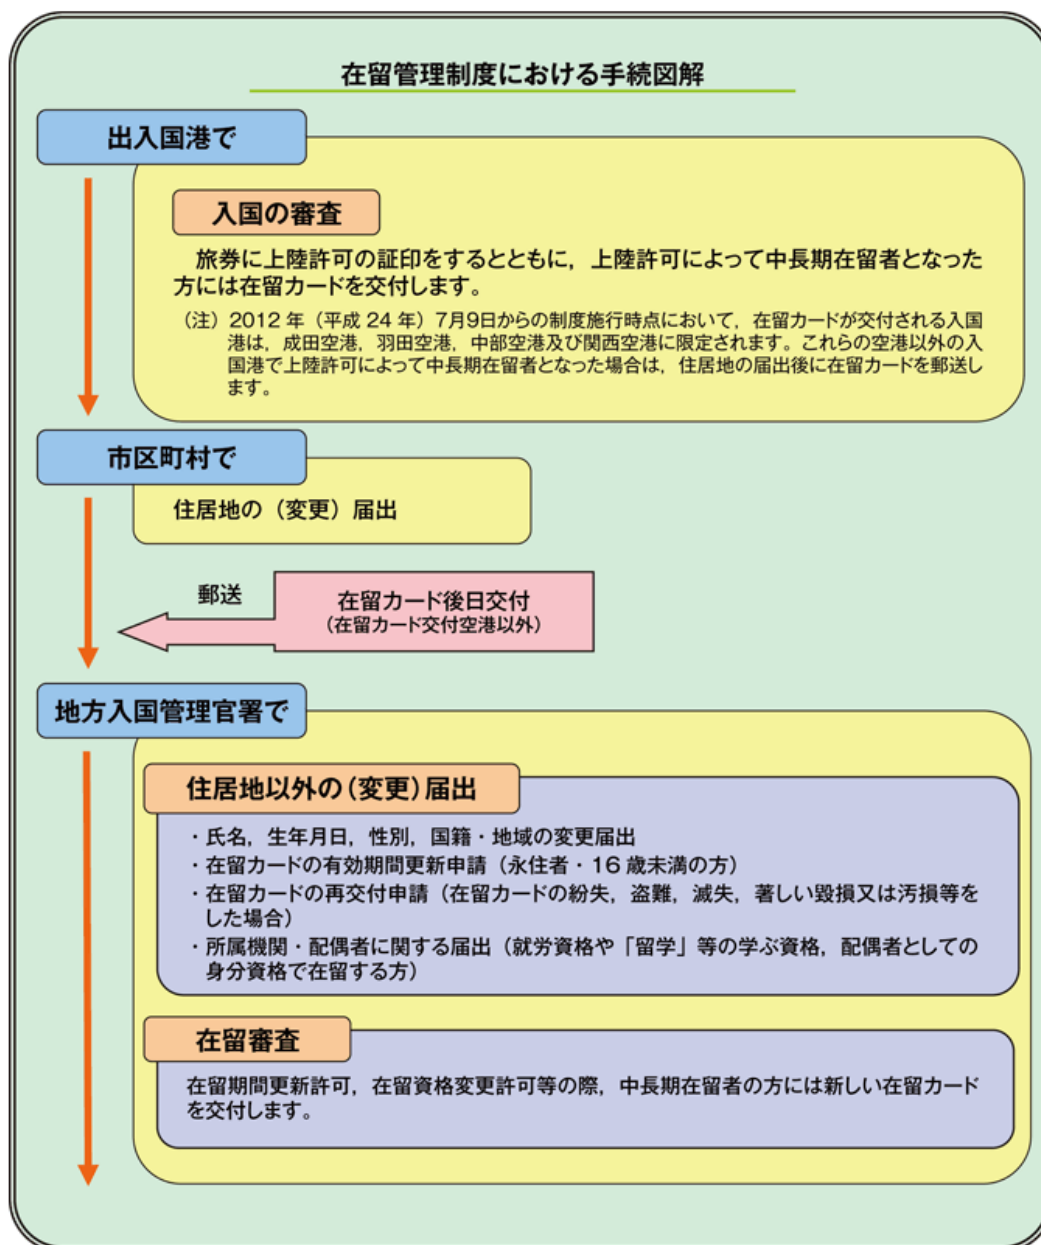 在留管理制度における手続図解
出入国港で
入国の審査
旅券に上陸許可の証印をするとともに，上陸許可によって中長期在留者となった
方には在留カードを交付します。
（注）2012 年（平成 24 年）7月9日からの制度施行時点において，在留カードが交付される入国
港は，成田空港，羽田空港，中部空港及び関西空港に限定されます。これらの空港以外の入
国港で上陸許可によって中長期在留者となった場合は，住居地の届出後に在留カードを郵送し
ます。
市区町村で
住居地の（変更）届出
郵送
在留カード後日交付
（在留カード交付空港以外）
地方入国管理官署で
住居地以外の（変更）届出
・氏名，生年月日，性別，国籍・地域の変更届出
・在留カードの有効期間更新申請（永住者・16 歳未満の方）
・在留カードの再交付申請（在留カードの紛失，盗難，滅失，著しい毀損又は汚損等を
した場合）
・所属機関・配偶者に関する届出（就労資格や「留学」等の学ぶ資格，配偶者としての
身分資格で在留する方）
在留審査
在留期間更新許可，在留資格変更許可等の際，中長期在留者の方には新しい在留カード
を交付します。